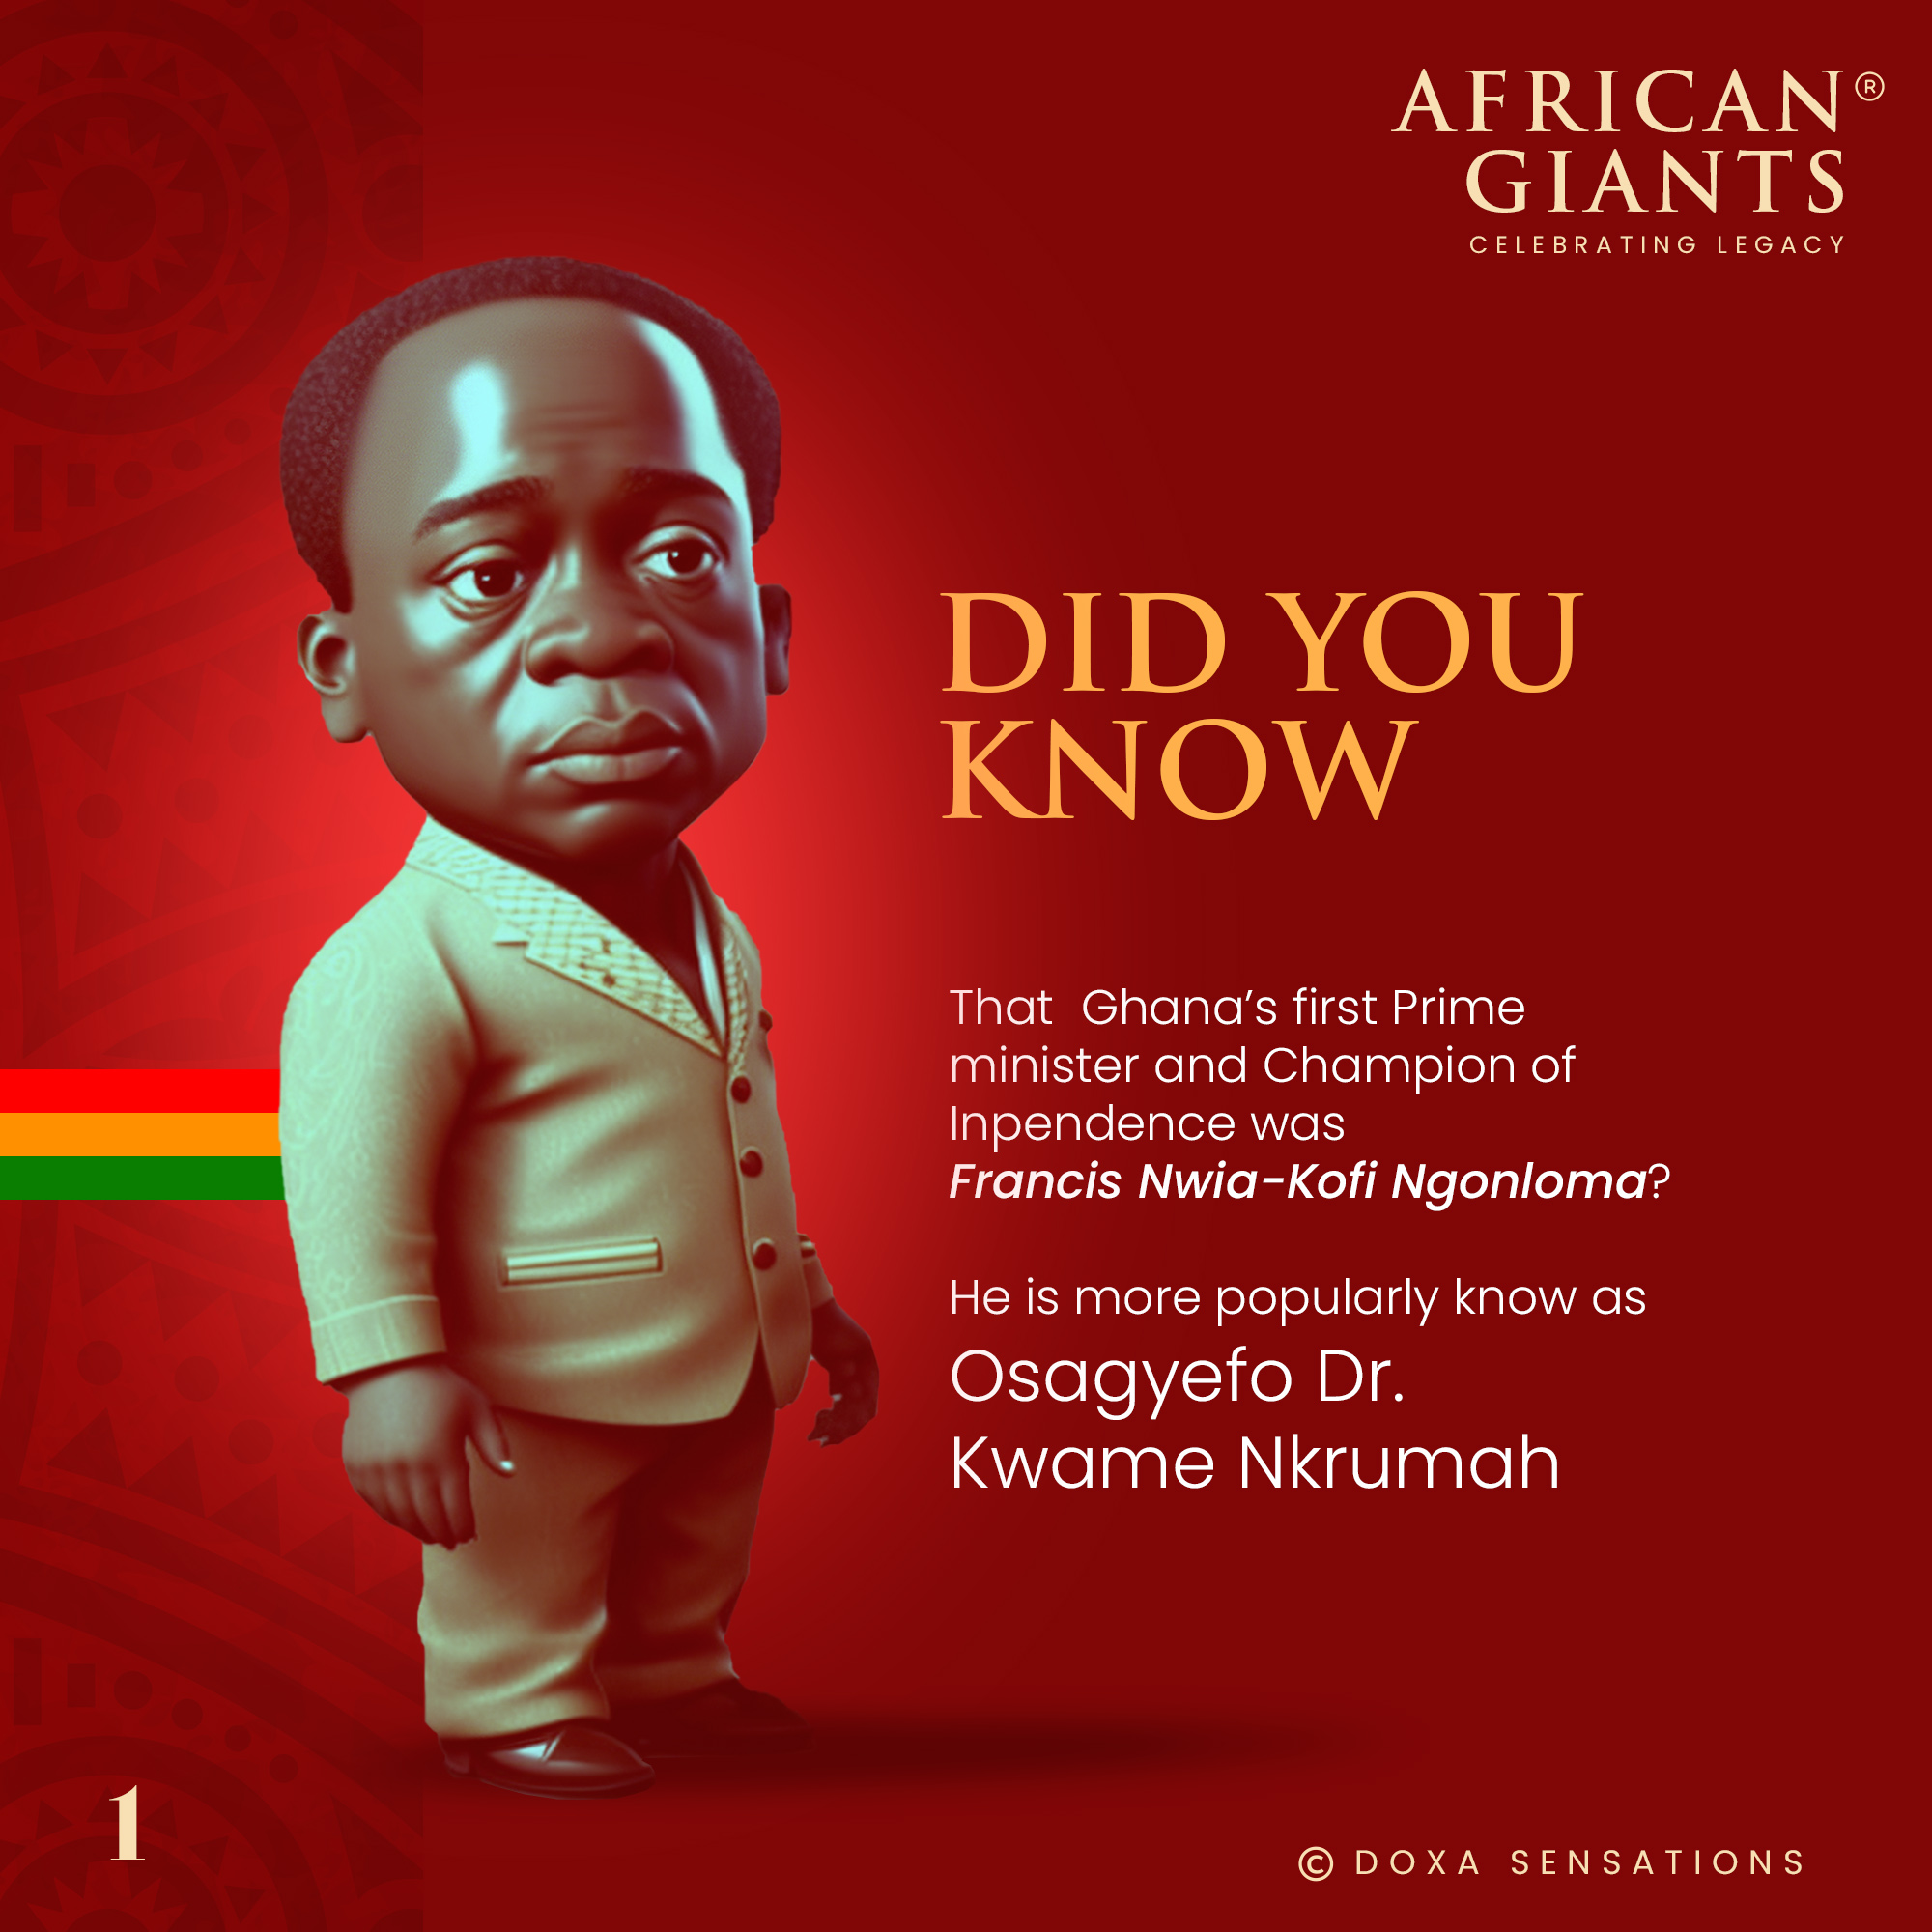 AFRICAN®
GIANTS
CELEBRATING LEGACY
DID YOU
KNOW
That Ghana’s first Prime
minister and Champion of
Inpendence was
Francis Nwia-Kofi Ngonloma?
He is more popularly know as
Osagyefo Dr.
Kwame Nkrumah
1
© DOXA SENSATIONS